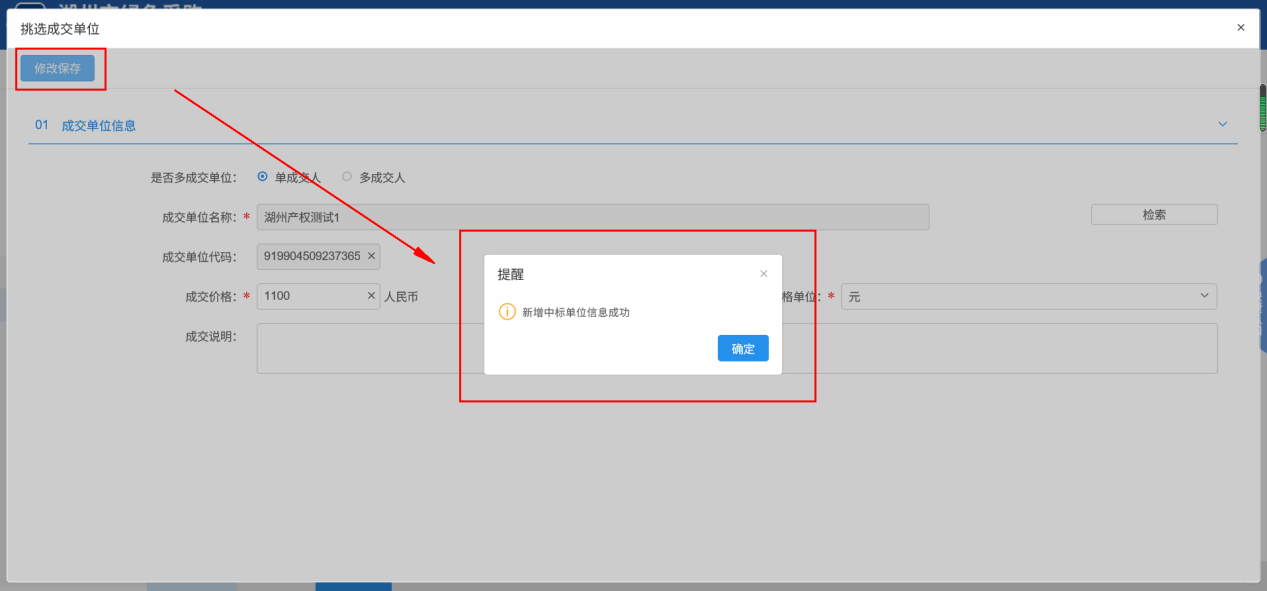 挑选成交单位 ×
修改保存
01 成交单位信息
是否多成交单位： 单成交人 多成交人
成交单位名称：* 湖州产权测试1 检索
成交单位代码： 919904509237365 ×
成交价格：* 1100 × 人民币 格单位：* 元
成交说明：
提醒 ×
新增中标单位信息成功
确定